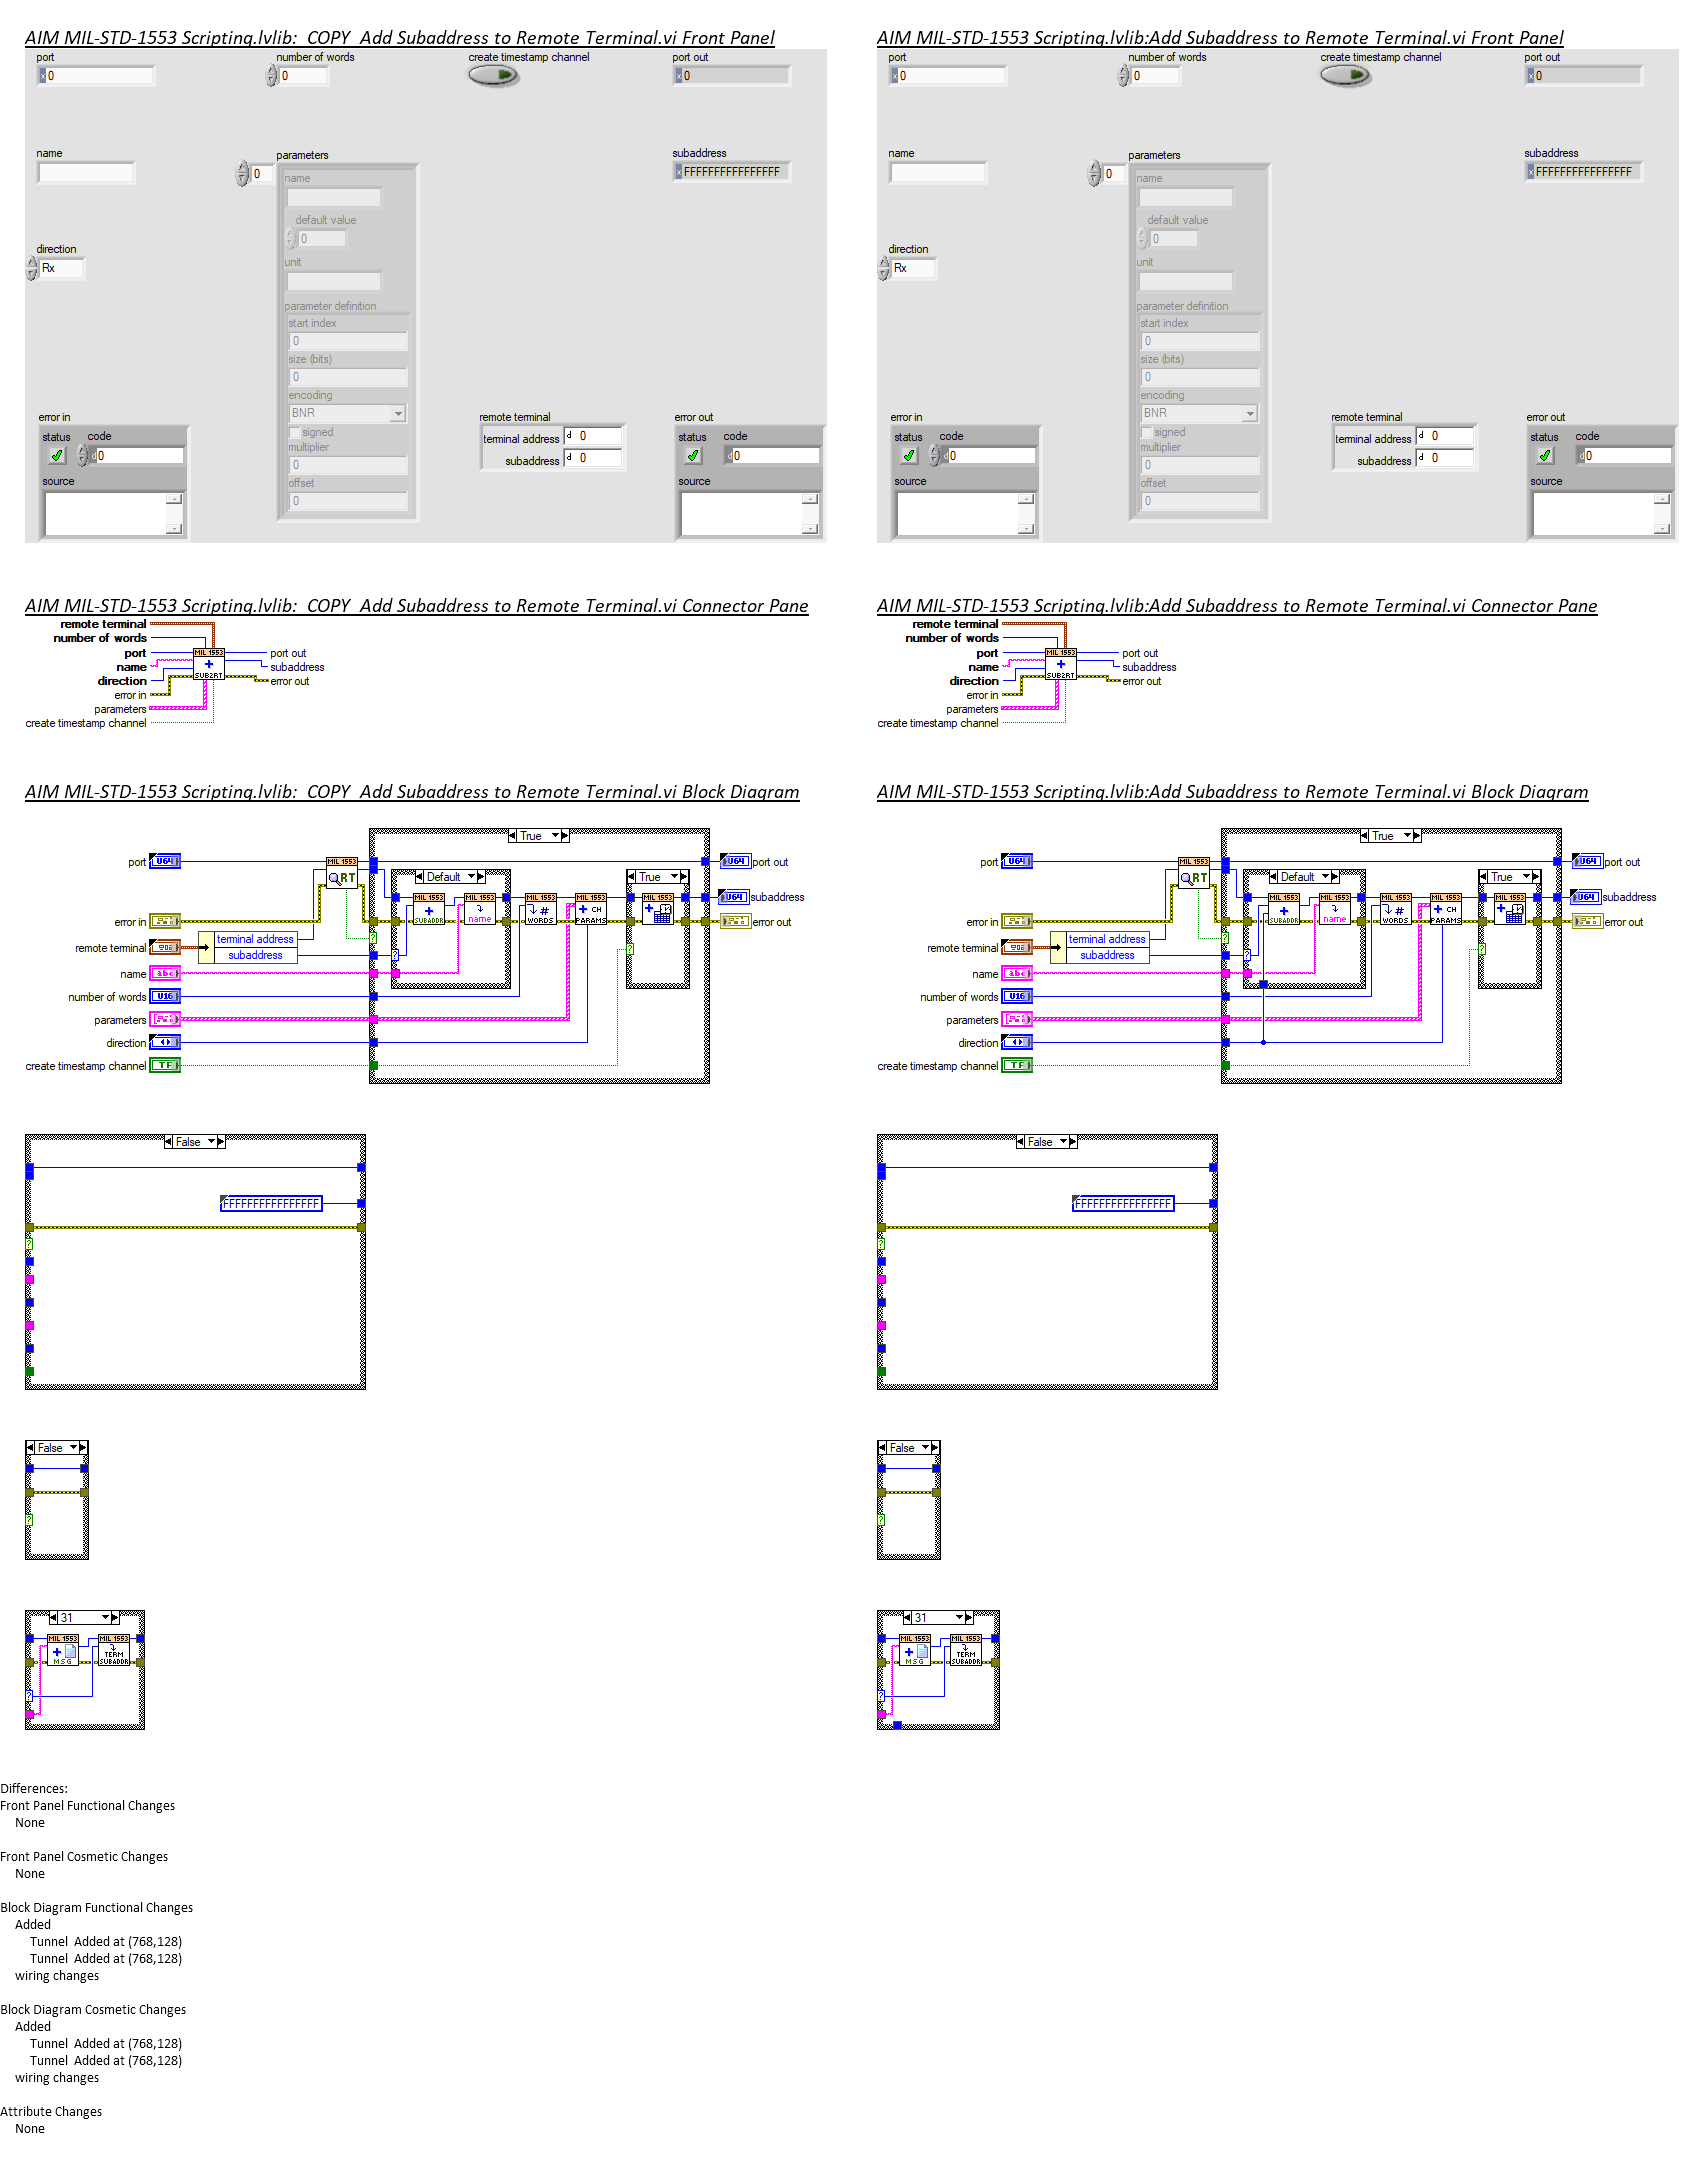 AIM MIL-STD-1553 Scripting.lvlib:  COPY  Add Subaddress to Remote Terminal.vi Front Panel
port
number of words
create timestamp channel
port out
x 0
0
x 0
name
parameters
subaddress
0
x FFFFFFFFFFFFFFFF
name
default value
0
direction
Rx
unit
parameter definition
start index
0
size (bits)
0
encoding
BNR
signed
multiplier
0
offset
0
error in
status
code
d 0
source
remote terminal
terminal address
d 0
subaddress
d 0
error out
status
code
d 0
source
AIM MIL-STD-1553 Scripting.lvlib:Add Subaddress to Remote Terminal.vi Front Panel
port
number of words
create timestamp channel
port out
x 0
0
x 0
name
parameters
subaddress
0
x FFFFFFFFFFFFFFFF
name
default value
0
direction
Rx
unit
parameter definition
start index
0
size (bits)
0
encoding
BNR
signed
multiplier
0
offset
0
error in
status
code
d 0
source
remote terminal
terminal address
d 0
subaddress
d 0
error out
status
code
d 0
source
AIM MIL-STD-1553 Scripting.lvlib:  COPY  Add Subaddress to Remote Terminal.vi Connector Pane
remote terminal
number of words
port
name
direction
error in
parameters
create timestamp channel
MIL 1553
SUB2RT
port out
subaddress
error out
AIM MIL-STD-1553 Scripting.lvlib:Add Subaddress to Remote Terminal.vi Connector Pane
remote terminal
number of words
port
name
direction
error in
parameters
create timestamp channel
MIL 1553
SUB2RT
port out
subaddress
error out
AIM MIL-STD-1553 Scripting.lvlib:  COPY  Add Subaddress to Remote Terminal.vi Block Diagram
True
port
U64
MIL 1553
RT
U64
port out
Default
True
MIL 1553
SUBADDR
MIL 1553
name
MIL 1553
#
WORDS
MIL 1553
CH
PARAMS
MIL 1553
U64
subaddress
error in
error out
remote terminal
terminal address
subaddress
?
?
?
name
abc
number of words
U16
parameters
direction
create timestamp channel
TF
AIM MIL-STD-1553 Scripting.lvlib:Add Subaddress to Remote Terminal.vi Block Diagram
True
port
U64
MIL 1553
RT
U64
port out
Default
True
MIL 1553
SUBADDR
MIL 1553
name
MIL 1553
#
WORDS
MIL 1553
CH
PARAMS
MIL 1553
U64
subaddress
error in
error out
remote terminal
terminal address
subaddress
?
?
?
name
abc
number of words
U16
parameters
direction
create timestamp channel
TF
False
FFFFFFFFFFFFFFFF
?
False
FFFFFFFFFFFFFFFF
?
False
?
False
?
31
MIL 1553
MSG
MIL 1553
TERM
SUBADDR
?
31
MIL 1553
MSG
MIL 1553
TERM
SUBADDR
?
Differences:
Front Panel Functional Changes
None
Front Panel Cosmetic Changes
None
Block Diagram Functional Changes
Added
Tunnel  Added at (768,128)
Tunnel  Added at (768,128)
wiring changes
Block Diagram Cosmetic Changes
Added
Tunnel  Added at (768,128)
Tunnel  Added at (768,128)
wiring changes
Attribute Changes
None